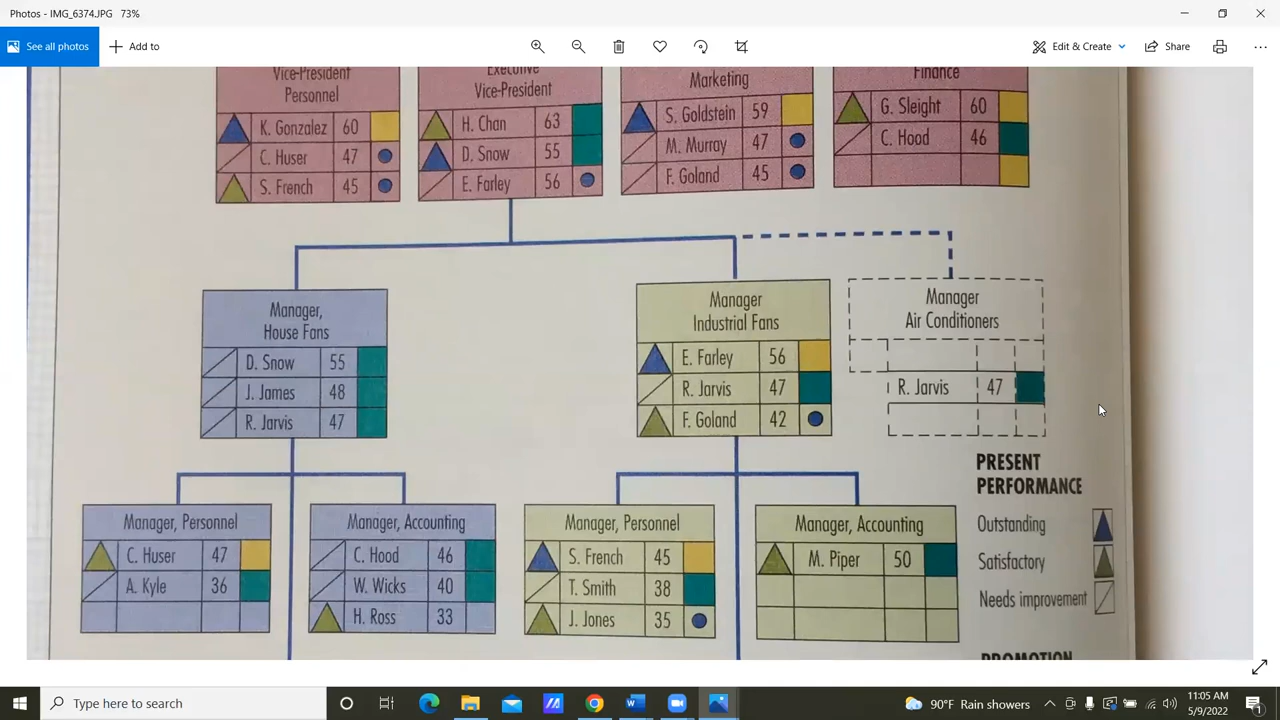 Photos - IMG_6374.JPG 73%
See all photos
Add to
Edit & Create
Share
Vice-President
Personnel
K. Gonzalez 60
C. Huser 47
S. French 45
Executive
Vice-President
H. Chan 63
D. Snow 55
E. Farley 56
Marketing
S. Goldstein 59
M. Murray 47
F. Goland 45
Finance
G. Sleight 60
C. Hood 46
Manager,
House Fans
D. Snow 55
J. James 48
R. Jarvis 47
Manager
Industrial Fans
E. Farley 56
R. Jarvis 47
F. Goland 42
Manager
Air Conditioners
R. Jarvis 47
Manager, Personnel
C. Huser 47
A. Kyle 36
Manager, Accounting
C. Hood 46
W. Wicks 40
H. Ross 33
Manager, Personnel
S. French 45
T. Smith 38
J. Jones 35
Manager, Accounting
M. Piper 50
PRESENT
PERFORMANCE
Outstanding
Satisfactory
Needs improvement
PROMOTION
Type here to search
90°F Rain showers
11:05 AM
5/9/2022